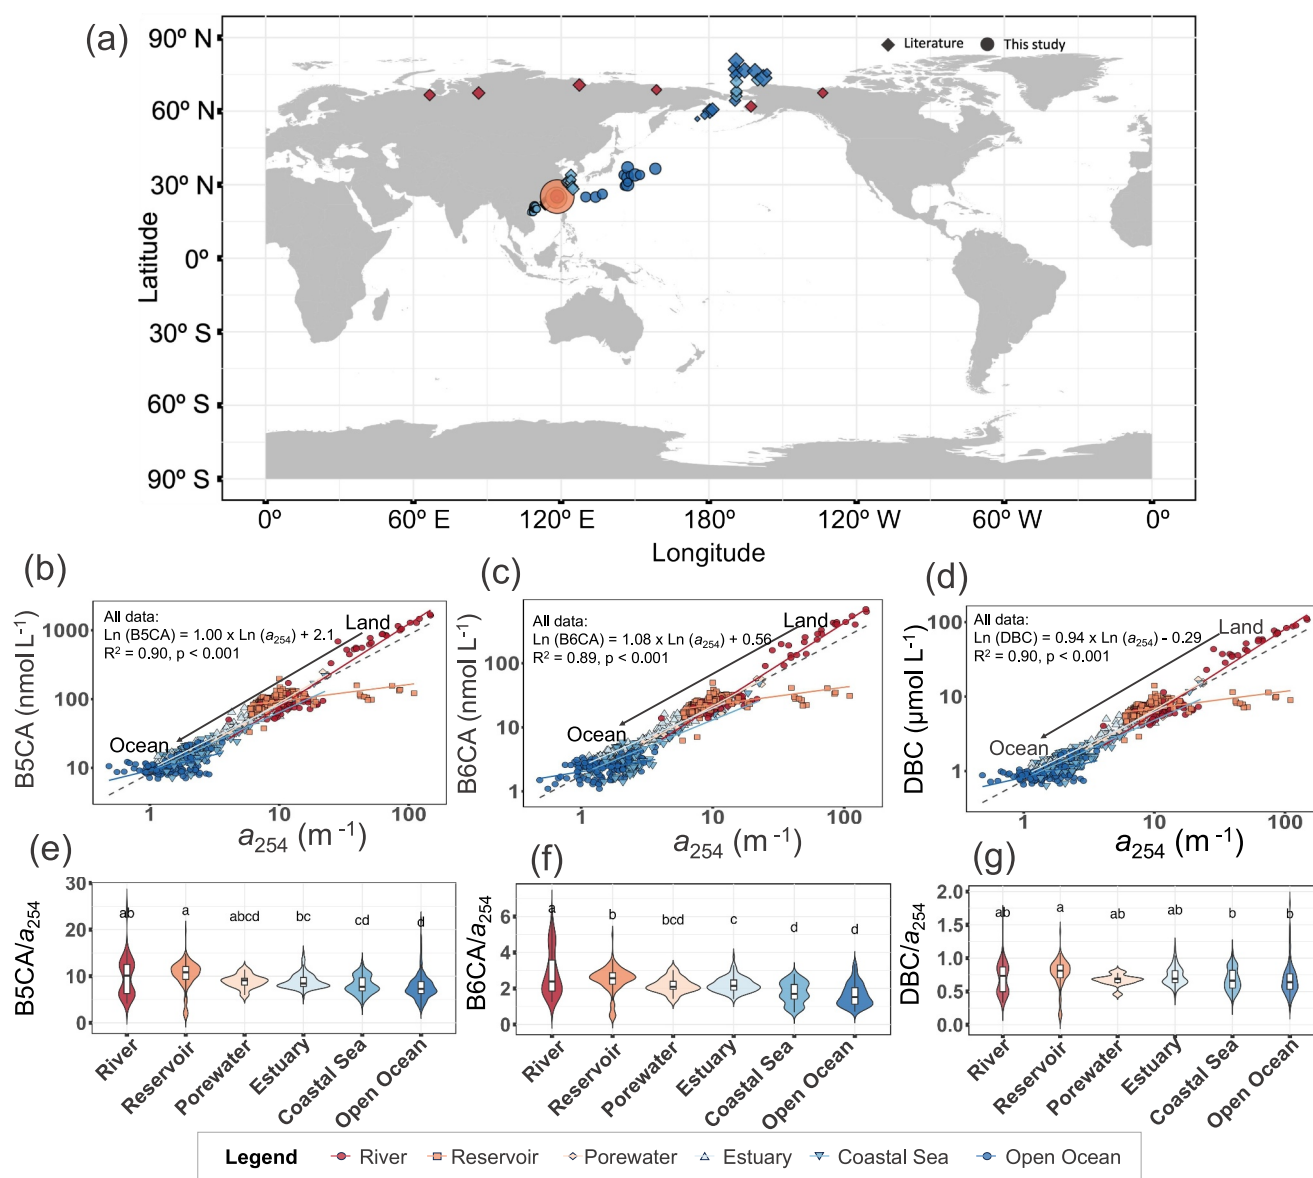 (a)
Literature This study
Latitude
90º N
60º N
30º N
0º
30º S
60º S
90º S
0º 60º E 120º E 180º 120º W 60º W 0º
Longitude
(b)
B5CA (nmol L-1)
1000
100
10
All data:
Ln (B5CA) = 1.00 x Ln (a254) + 2.1
R2 = 0.90, p < 0.001
Land
Ocean
1 10 100
a254 (m -1)
(c)
B6CA (nmol L-1)
100
10
1
All data:
Ln (B6CA) = 1.08 x Ln (a254) + 0.56
R2 = 0.89, p < 0.001
Land
Ocean
1 10 100
a254 (m -1)
(d)
DBC (µmol L-1)
100
10
1
All data:
Ln (DBC) = 0.94 x Ln (a254) - 0.29
R2 = 0.90, p < 0.001
Land
Ocean
1 10 100
a254 (m -1)
(e)
B5CA/a254
30
20
10
0
ab a abcd bc cd d
River Reservoir Porewater Estuary Coastal Sea Open Ocean
(f)
B6CA/a254
6
4
2
0
a b bcd c d d
River Reservoir Porewater Estuary Coastal Sea Open Ocean
(g)
DBC/a254
2.0
1.5
1.0
0.5
0.0
ab a ab ab b b
River Reservoir Porewater Estuary Coastal Sea Open Ocean
Legend River Reservoir Porewater Estuary Coastal Sea Open Ocean